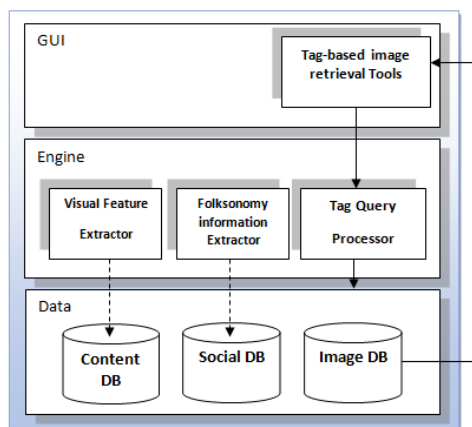 GUI
Tag-based image
retrieval Tools
Engine
Visual Feature
Extractor
Folksonomy
information
Extractor
Tag Query
Processor
Data
Content
DB
Social DB
Image DB